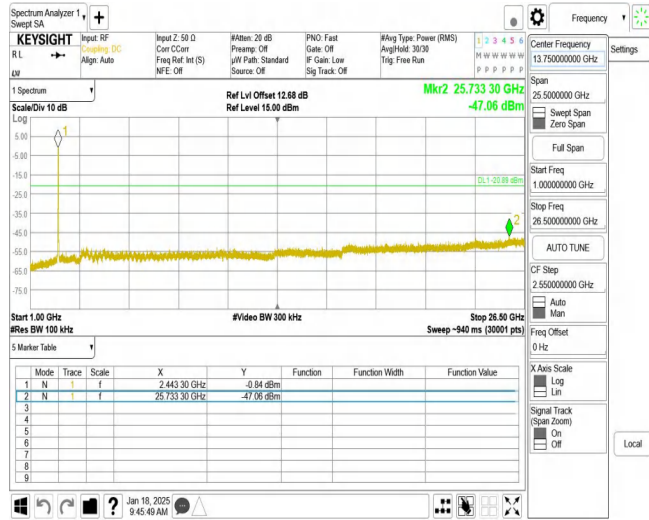 Spectrum Analyzer 1
Swept SA
+
Frequency
KEYSIGHT
RL
Input: RF
Coupling: DC
Align: Auto
Input Z: 50 Ω
Corr CCorr
Freq Ref: Int (S)
NFE: Off
#Atten: 20 dB
Preamp: Off
µW Path: Standard
Source: Off
PNO: Fast
Gate: Off
IF Gain: Low
Sig Track: Off
#Avg Type: Power (RMS)
Avg|Hold: 30/30
Trig: Free Run
1 2 3 4 5 6
M W W W W W
P P P P P P
1 Spectrum
Scale/Div 10 dB
Log
Ref Lvl Offset 12.68 dB
Ref Level 15.00 dBm
Mkr2 25.733 30 GHz
-47.06 dBm
5.00
-5.00
-15.0
-25.0
-35.0
-45.0
-55.0
-65.0
-75.0
1
DL1 -20.89 dBm
2
Start 1.00 GHz
#Res BW 100 kHz
#Video BW 300 kHz
Stop 26.50 GHz
Sweep ~940 ms (30001 pts)
5 Marker Table
Mode Trace Scale X Y Function Function Width Function Value
1 N 1 f 2.443 30 GHz -0.84 dBm
2 N 1 f 25.733 30 GHz -47.06 dBm
3
4
5
6
7
8
9
?
Jan 18, 2025
9:45:49 AM
Center Frequency
13.750000000 GHz
Span
25.5000000 GHz
Swept Span
Zero Span
Full Span
Start Freq
1.000000000 GHz
Stop Freq
26.500000000 GHz
AUTO TUNE
CF Step
2.550000000 GHz
Auto
Man
Freq Offset
0 Hz
X Axis Scale
Log
Lin
Signal Track
(Span Zoom)
On
Off
Settings
Local